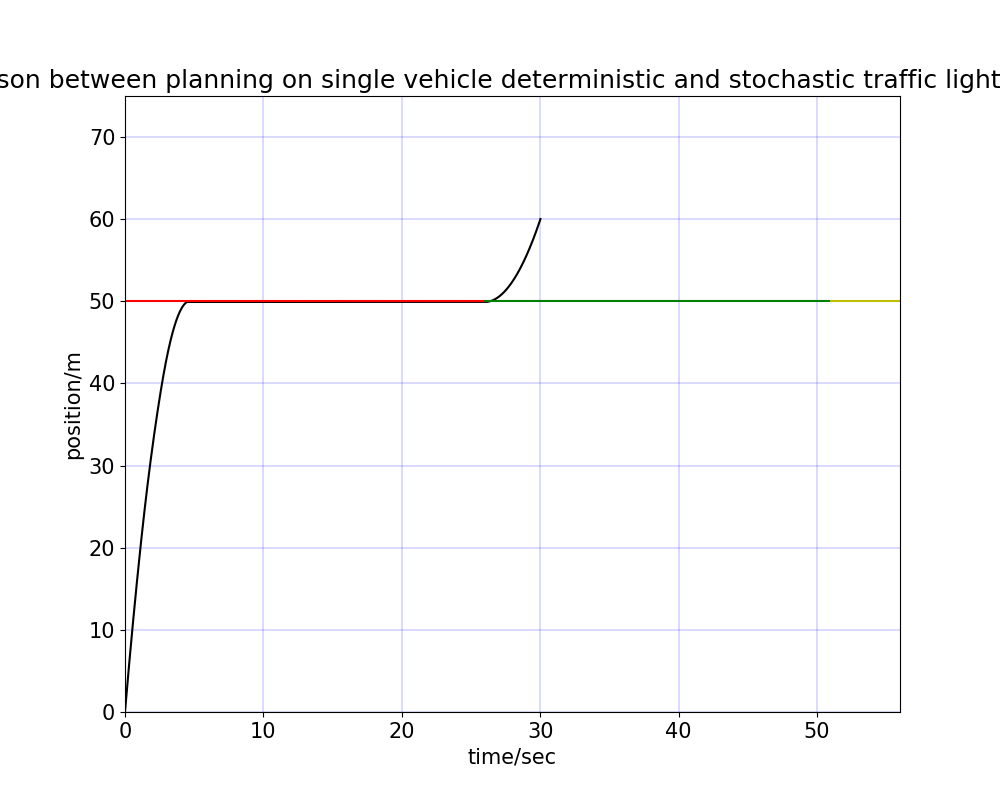 son between planning on single vehicle deterministic and stochastic traffic light
70
60
50
40
30
20
10
0
position/m
0 10 20 30 40 50
time/sec